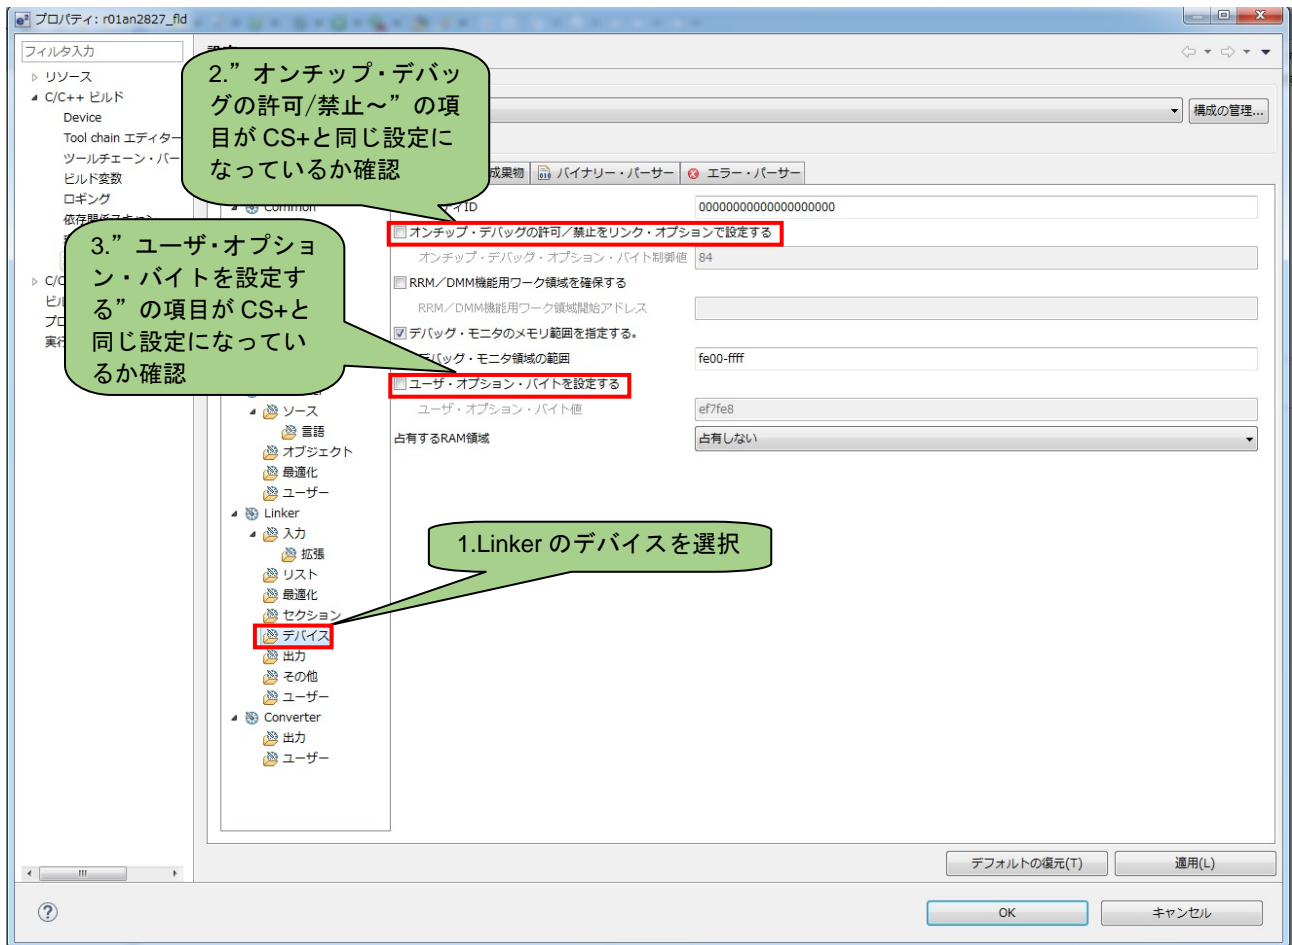 プロパティ: r01an2827_fld
フィルタ入力
リソース
C/C++ ビルド
Device
Tool chain エディター
ツールチェーン・バー
ビルド変数
ロギング
2.”オンチップ・デバッ
グの許可/禁止～”の項
目が CS+と同じ設定に
なっているか確認
構成の管理...
成果物
バイナリー・パーサー
エラー・パーサー
3.”ユーザ・オプショ
ン・バイトを設定す
る”の項目が CS+と
同じ設定になってい
るか確認
Common
ID
00000000000000000000
オンチップ・デバッグの許可／禁止をリンク・オプションで設定する
オンチップ・デバッグ・オプション・バイト制御値
84
RRM／DMM機能用ワーク領域を確保する
RRM／DMM機能用ワーク領域開始アドレス
デバッグ・モニタのメモリ範囲を指定する。
デバッグ・モニタ領域の範囲
fe00-ffff
ユーザ・オプション・バイトを設定する
ユーザ・オプション・バイト値
ef7fe8
占有するRAM領域
占有しない
ソース
言語
オブジェクト
最適化
ユーザー
Linker
入力
拡張
リスト
最適化
セクション
デバイス
出力
その他
ユーザー
Converter
出力
ユーザー
1.Linker のデバイスを選択
デフォルトの復元(T)
適用(L)
OK
キャンセル